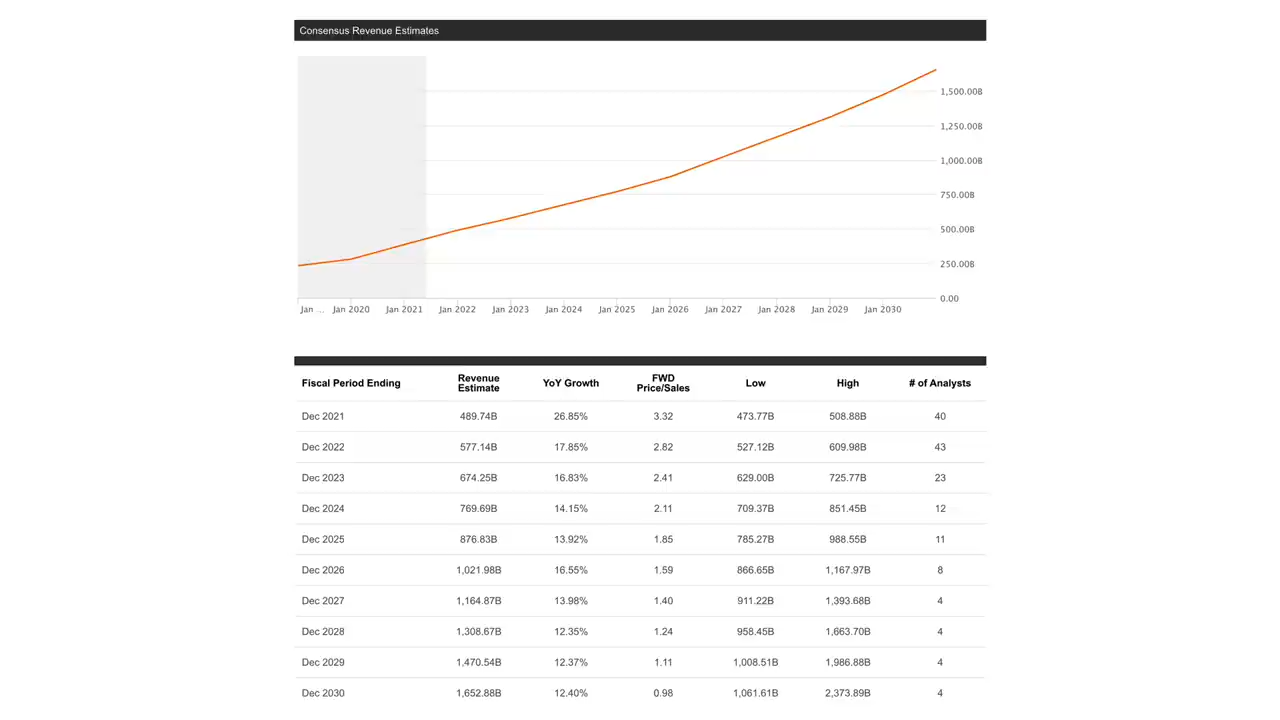 Consensus Revenue Estimates
1,500.00B
1,250.00B
1,000.00B
750.00B
500.00B
250.00B
0.00
Jan ... Jan 2020 Jan 2021 Jan 2022 Jan 2023 Jan 2024 Jan 2025 Jan 2026 Jan 2027 Jan 2028 Jan 2029 Jan 2030
Fiscal Period Ending Revenue Estimate YoY Growth FWD Price/Sales Low High # of Analysts
Dec 2021 489.74B 26.85% 3.32 473.77B 508.88B 40
Dec 2022 577.14B 17.85% 2.82 527.12B 609.98B 43
Dec 2023 674.25B 16.83% 2.41 629.00B 725.77B 23
Dec 2024 769.69B 14.15% 2.11 709.37B 851.45B 12
Dec 2025 876.83B 13.92% 1.85 785.27B 988.55B 11
Dec 2026 1,021.98B 16.55% 1.59 866.65B 1,167.97B 8
Dec 2027 1,164.87B 13.98% 1.40 911.22B 1,393.68B 4
Dec 2028 1,308.67B 12.35% 1.24 958.45B 1,663.70B 4
Dec 2029 1,470.54B 12.37% 1.11 1,008.51B 1,986.88B 4
Dec 2030 1,652.88B 12.40% 0.98 1,061.61B 2,373.89B 4